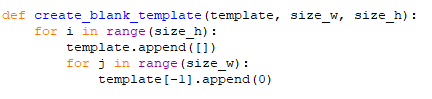 def create_blank_template(template, size_w, size_h):
    for i in range(size_h):
        template.append([])
        for j in range(size_w):
            template[-1].append(0)